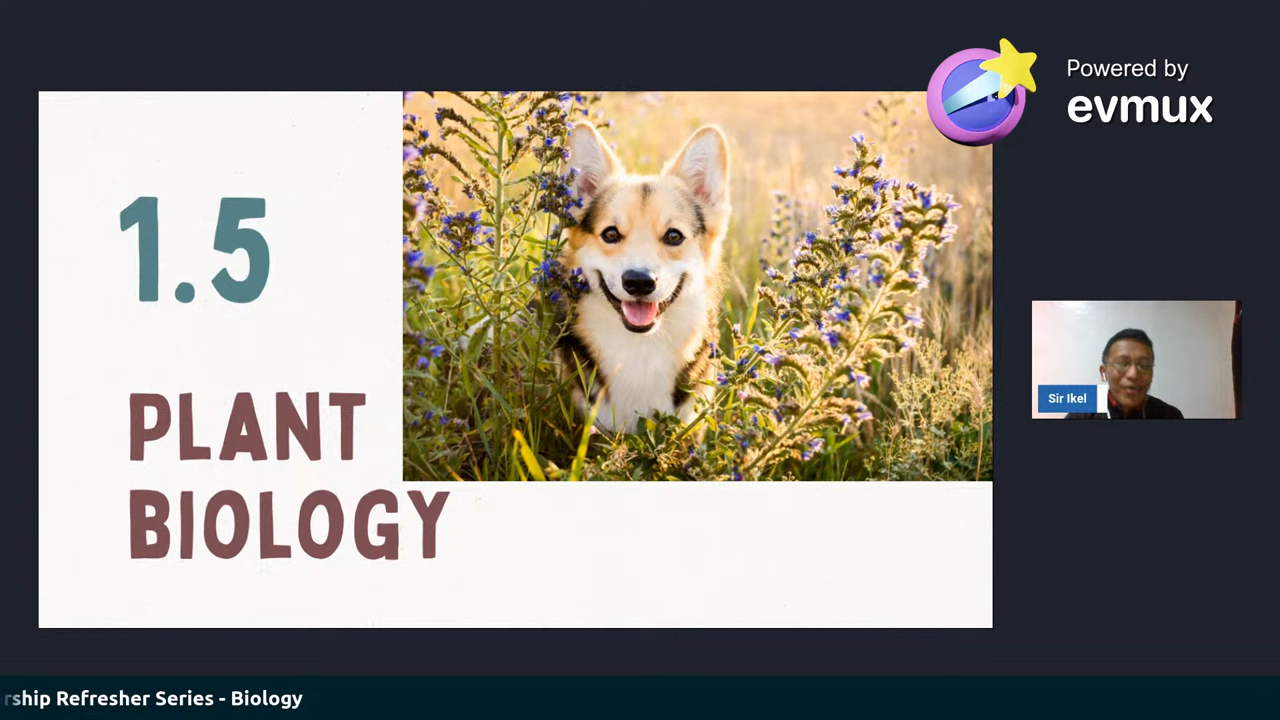 Powered by
evmux
1.5
PLANT
BIOLOGY
Sir Ikel
rship Refresher Series - Biology